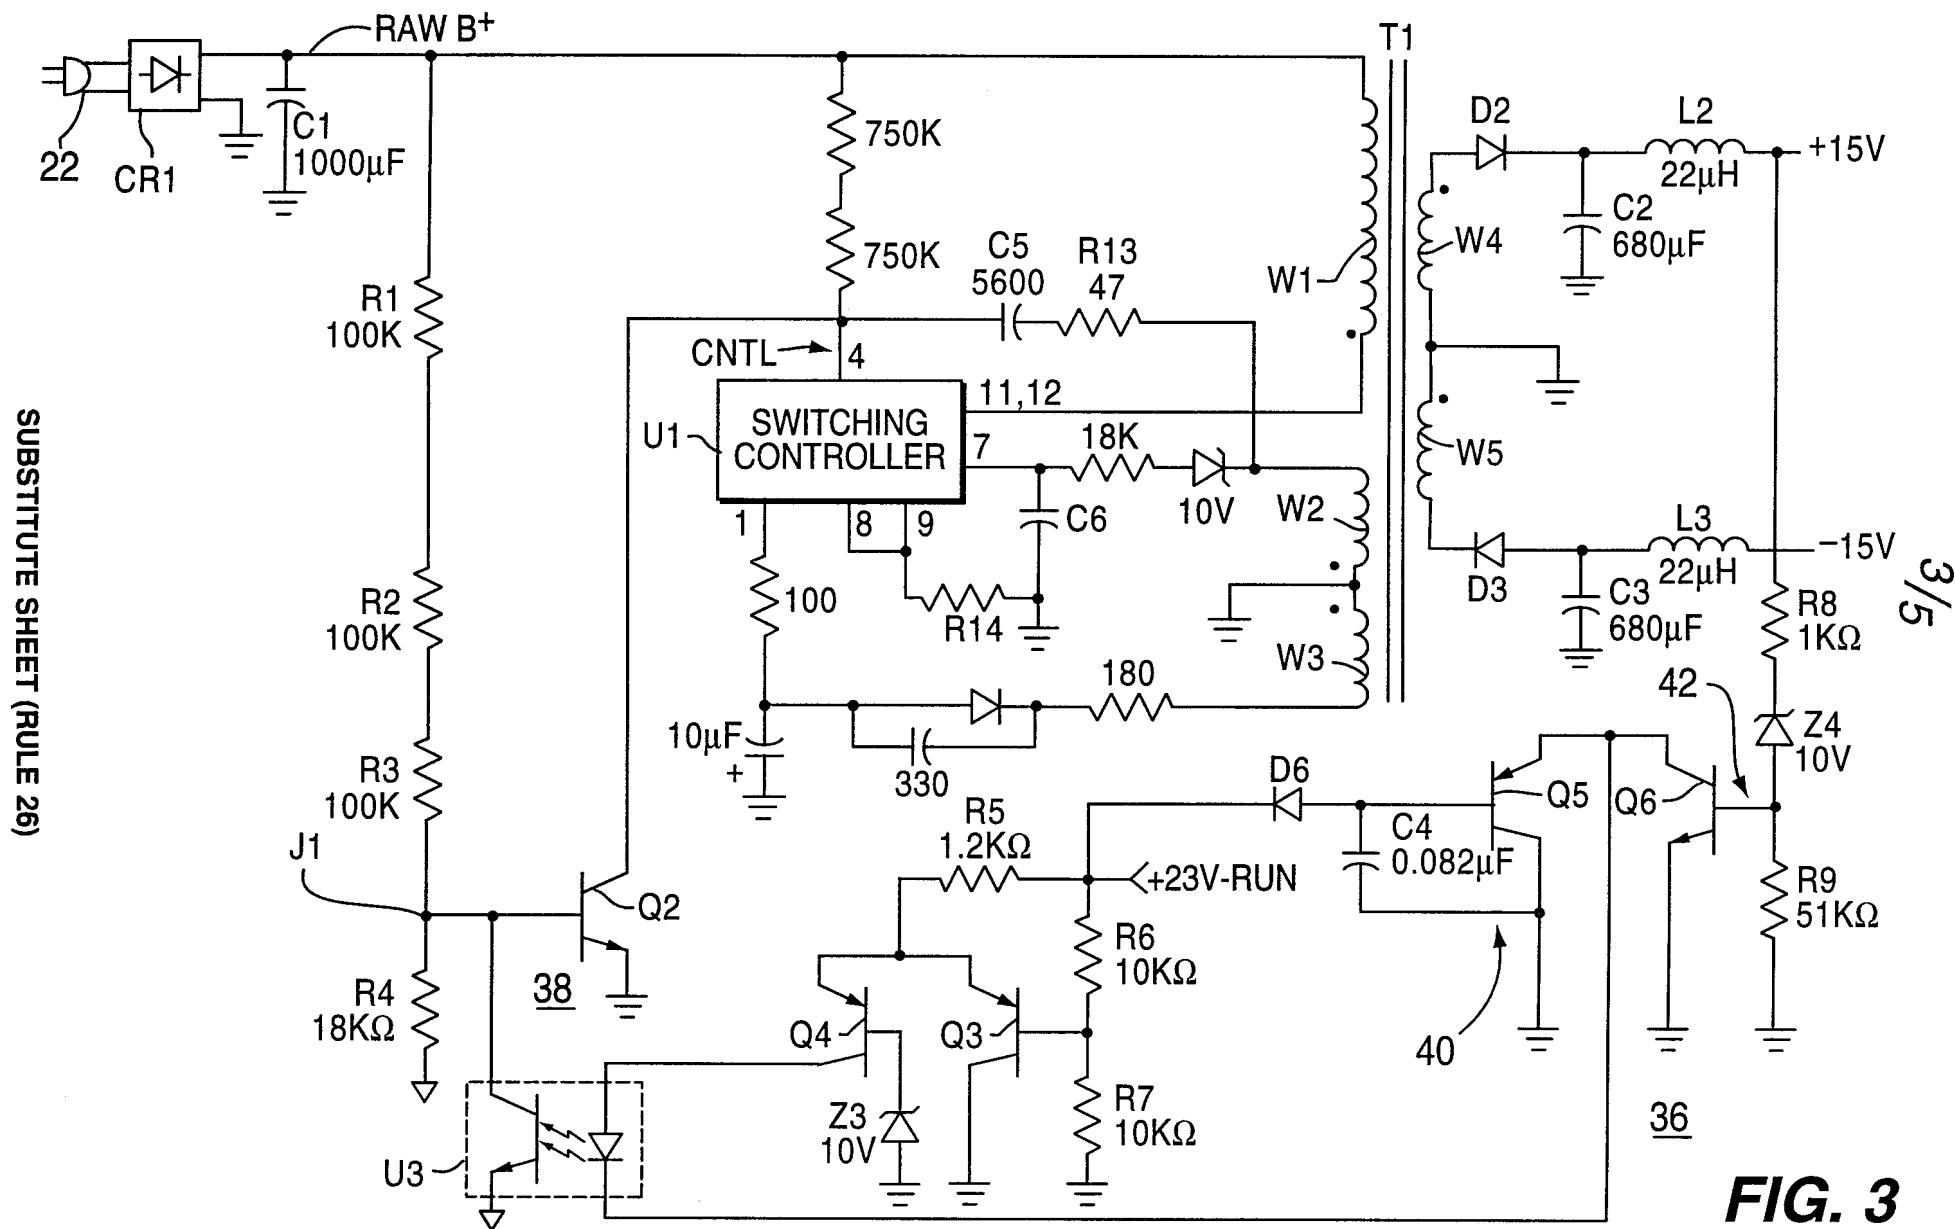 RAW B+
T1
22
CR1
C1
1000µF
750K
750K
R1
100K
C5
5600
R13
47
W1
D2
L2
22µH
+15V
C2
680µF
W4
CNTL
4
11,12
U1
SWITCHING
CONTROLLER
7
18K
10V
W2
W5
1
8
9
C6
100
R14
W3
D3
L3
22µH
−15V
C3
680µF
R8
1KΩ
3/5
SUBSTITUTE SHEET (RULE 26)
R2
100K
R3
100K
10µF
+
330
180
42
Z4
10V
D6
Q5
Q6
C4
0.082µF
R5
1.2KΩ
+23V-RUN
R9
51KΩ
J1
Q2
R4
18KΩ
38
Q4
Q3
R6
10KΩ
40
Z3
10V
R7
10KΩ
U3
36
FIG. 3